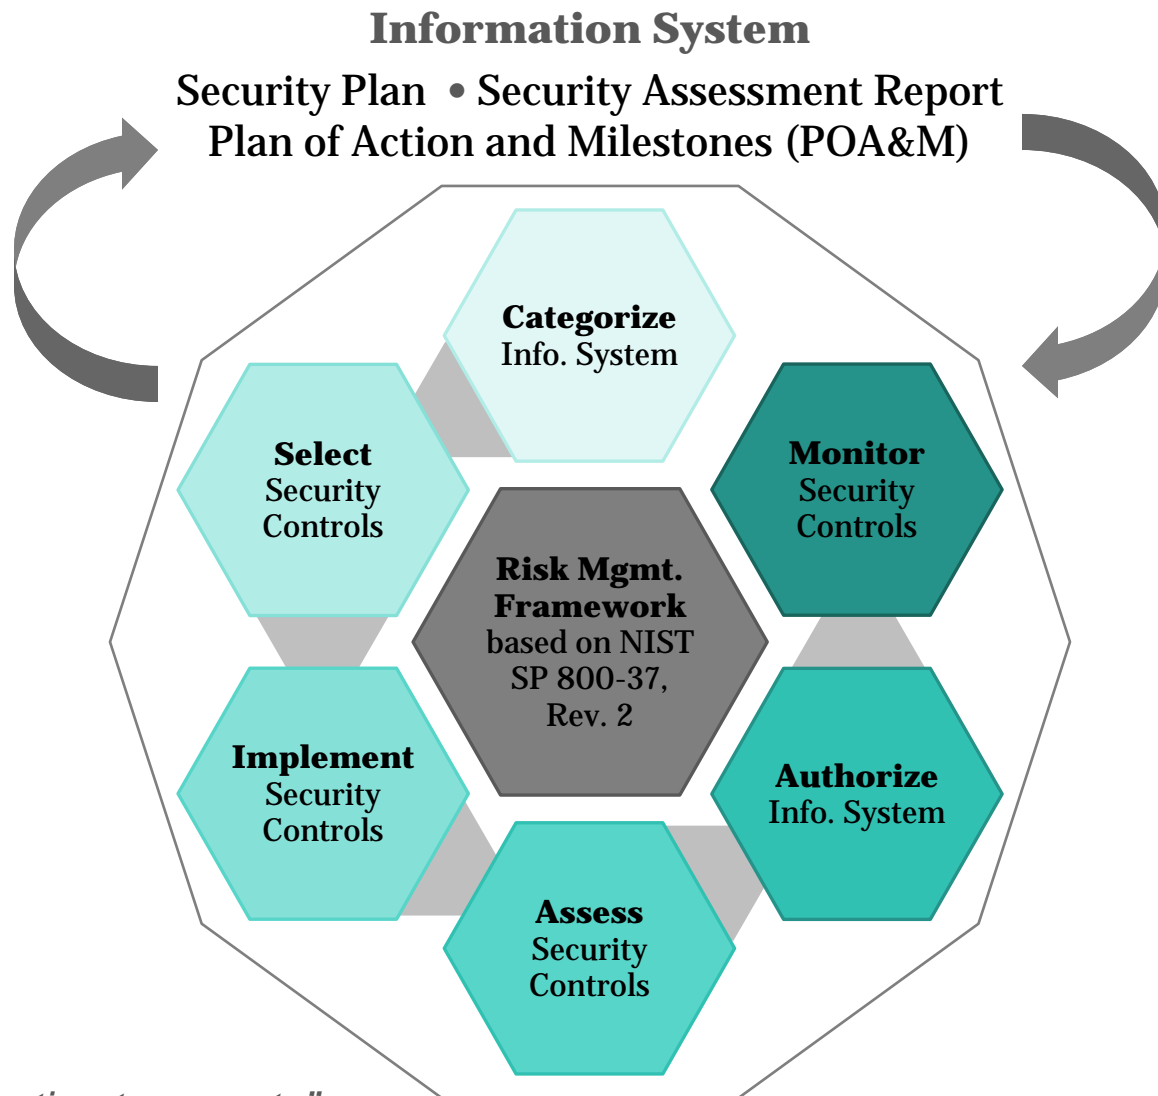 Information System
Security Plan • Security Assessment Report
Plan of Action and Milestones (POA&M)
Categorize
Info. System
Select
Security
Controls
Monitor
Security
Controls
Risk Mgmt.
Framework
based on NIST
SP 800-37,
Rev. 2
Implement
Security
Controls
Authorize
Info. System
Assess
Security
Controls